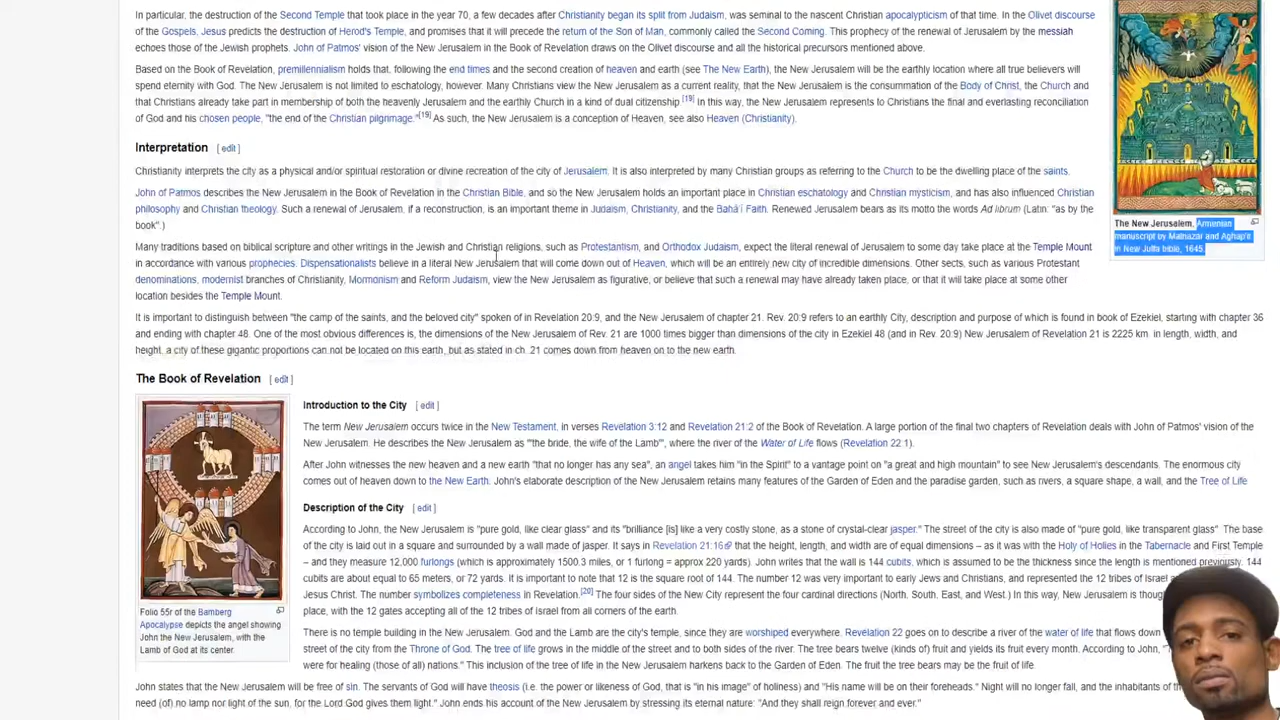 In particular, the destruction of the Second Temple that took place in the year 70, a few decades after Christianity began its split from Judaism, was seminal to the nascent Christian apocalypticism of that time. In the Olivet discourse
of the Gospels, Jesus predicts the destruction of Herod's Temple, and promises that it will precede the return of the Son of Man, commonly called the Second Coming. This prophecy of the renewal of Jerusalem by the messiah
echoes those of the Jewish prophets. John of Patmos' vision of the New Jerusalem in the Book of Revelation draws on the Olivet discourse and all the historical precursors mentioned above.
Based on the Book of Revelation, premillennialism holds that, following the end times and the second creation of heaven and earth (see The New Earth), the New Jerusalem will be the earthly location where all true believers will
spend eternity with God. The New Jerusalem is not limited to eschatology, however. Many Christians view the New Jerusalem as a current reality, that the New Jerusalem is the consummation of the Body of Christ, the Church and
that Christians already take part in membership of both the heavenly Jerusalem and the earthly Church in a kind of dual citizenship.[19] In this way, the New Jerusalem represents to Christians the final and everlasting reconciliation
of God and his chosen people, "the end of the Christian pilgrimage."[19] As such, the New Jerusalem is a conception of Heaven, see also Heaven (Christianity).
The New Jerusalem, Armenian
manuscript by Malnazar and Aghap'ir
in New Julfa bible, 1645.
Interpretation [ edit ]
Christianity interprets the city as a physical and/or spiritual restoration or divine recreation of the city of Jerusalem. It is also interpreted by many Christian groups as referring to the Church to be the dwelling place of the saints.
John of Patmos describes the New Jerusalem in the Book of Revelation in the Christian Bible, and so the New Jerusalem holds an important place in Christian eschatology and Christian mysticism, and has also influenced Christian
philosophy and Christian theology. Such a renewal of Jerusalem, if a reconstruction, is an important theme in Judaism, Christianity, and the Bahá'í Faith. Renewed Jerusalem bears as its motto the words Ad librum (Latin: "as by the
book".)
Many traditions based on biblical scripture and other writings in the Jewish and Christian religions, such as Protestantism, and Orthodox Judaism, expect the literal renewal of Jerusalem to some day take place at the Temple Mount
in accordance with various prophecies. Dispensationalists believe in a literal New Jerusalem that will come down out of Heaven, which will be an entirely new city of incredible dimensions. Other sects, such as various Protestant
denominations, modernist branches of Christianity, Mormonism and Reform Judaism, view the New Jerusalem as figurative, or believe that such a renewal may have already taken place, or that it will take place at some other
location besides the Temple Mount.
It is important to distinguish between "the camp of the saints, and the beloved city" spoken of in Revelation 20:9, and the New Jerusalem of chapter 21. Rev. 20:9 refers to an earthly City, description and purpose of which is found in book of Ezekiel, starting with chapter 36
and ending with chapter 48. One of the most obvious differences is, the dimensions of the New Jerusalem of Rev. 21 are 1000 times bigger than dimensions of the city in Ezekiel 48 (and in Rev. 20:9) New Jerusalem of Revelation 21 is 2225 km. in length, width, and
height, a city of these gigantic proportions can not be located on this earth, but as stated in ch. 21 comes down from heaven on to the new earth.
The Book of Revelation [ edit ]
Folio 55r of the Bamberg
Apocalypse depicts the angel showing
John the New Jerusalem, with the
Lamb of God at its center.
Introduction to the City [ edit ]
The term New Jerusalem occurs twice in the New Testament, in verses Revelation 3:12 and Revelation 21:2 of the Book of Revelation. A large portion of the final two chapters of Revelation deals with John of Patmos' vision of the
New Jerusalem. He describes the New Jerusalem as "'the bride, the wife of the Lamb'", where the river of the Water of Life flows (Revelation 22:1).
After John witnesses the new heaven and a new earth "that no longer has any sea", an angel takes him "in the Spirit" to a vantage point on "a great and high mountain" to see New Jerusalem's descendants. The enormous city
comes out of heaven down to the New Earth. John's elaborate description of the New Jerusalem retains many features of the Garden of Eden and the paradise garden, such as rivers, a square shape, a wall, and the Tree of Life
Description of the City [ edit ]
According to John, the New Jerusalem is "pure gold, like clear glass" and its "brilliance [is] like a very costly stone, as a stone of crystal-clear jasper." The street of the city is also made of "pure gold, like transparent glass". The base
of the city is laid out in a square and surrounded by a wall made of jasper. It says in Revelation 21:16 that the height, length, and width are of equal dimensions – as it was with the Holy of Holies in the Tabernacle and First Temple
– and they measure 12,000 furlongs (which is approximately 1500.3 miles, or 1 furlong = approx 220 yards). John writes that the wall is 144 cubits, which is assumed to be the thickness since the length is mentioned previously. 144
cubits are about equal to 65 meters, or 72 yards. It is important to note that 12 is the square root of 144. The number 12 was very important to early Jews and Christians, and represented the 12 tribes of Israel
Jesus Christ. The number symbolizes completeness in Revelation.[20] The four sides of the New City represent the four cardinal directions (North, South, East, and West.) In this way, New Jerusalem is
place, with the 12 gates accepting all of the 12 tribes of Israel from all corners of the earth.
There is no temple building in the New Jerusalem. God and the Lamb are the city's temple, since they are worshiped everywhere. Revelation 22 goes on to describe a river of the water of life that flows down
street of the city from the Throne of God. The tree of life grows in the middle of the street and to both sides of the river. The tree bears twelve (kinds of) fruit and yields its fruit every month. According to John,
were for healing (those of all) nations." This inclusion of the tree of life in the New Jerusalem harkens back to the Garden of Eden. The fruit the tree bears may be the fruit of life.
John states that the New Jerusalem will be free of sin. The servants of God will have theosis (i.e. the power or likeness of God, that is "in his image" of holiness) and "His name will be on their foreheads." Night will no longer fall, and the inhabitants of
need (of) no lamp nor light of the sun, for the Lord God gives them light." John ends his account of the New Jerusalem by stressing its eternal nature: "And they shall reign forever and ever."